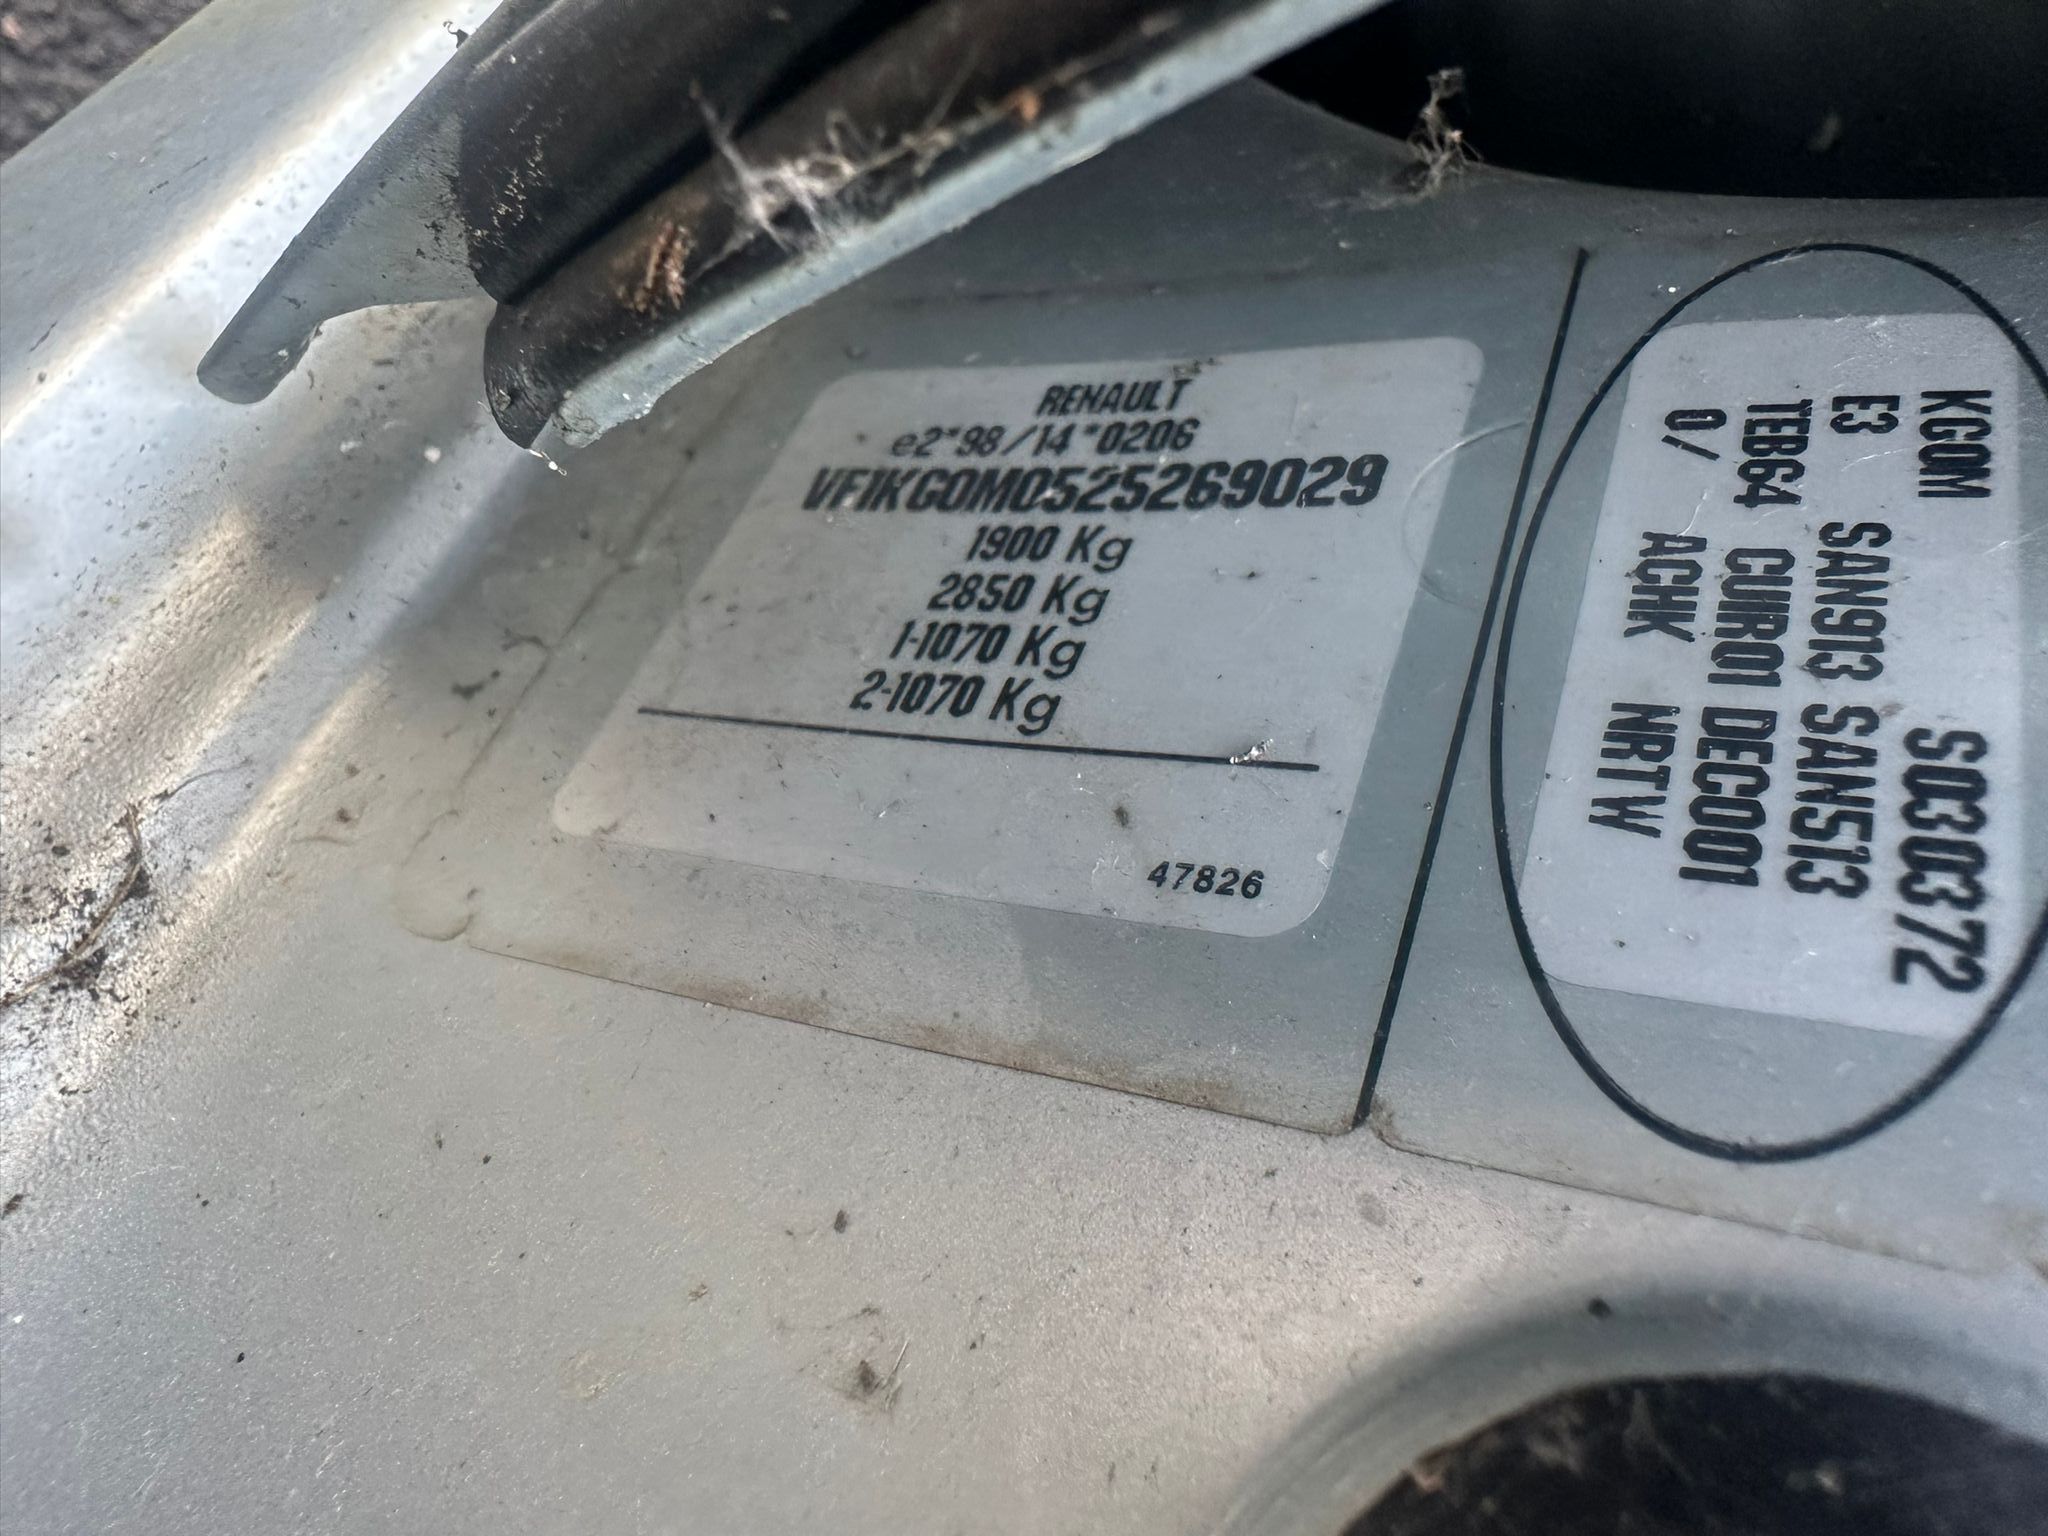 RENAULT
e2*98/14*0206
VF1KG0M0525269029
1900 Kg
2850 Kg
1-1070 Kg
2-1070 Kg
47826
KG0M S030372
E3 SAN913 SAN513
TEB64 CUIR01 DEC001
0/ ACHK NRTW